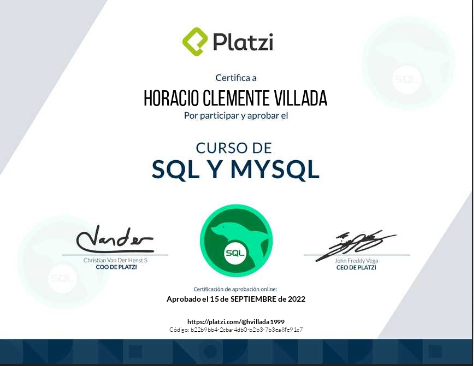 Platzi
Certifica a
HORACIO CLEMENTE VILLADA
Por participar y aprobar el
CURSO DE
SQL Y MYSQL
SQL
Christian Van Der Henst S
COO DE PLATZI
John Freddy Vega
CEO DE PLATZI
Certificación de aprobación online:
Aprobado el 15 de SEPTIEMBRE de 2022
https://platzi.com/@hvillada1999
Código: